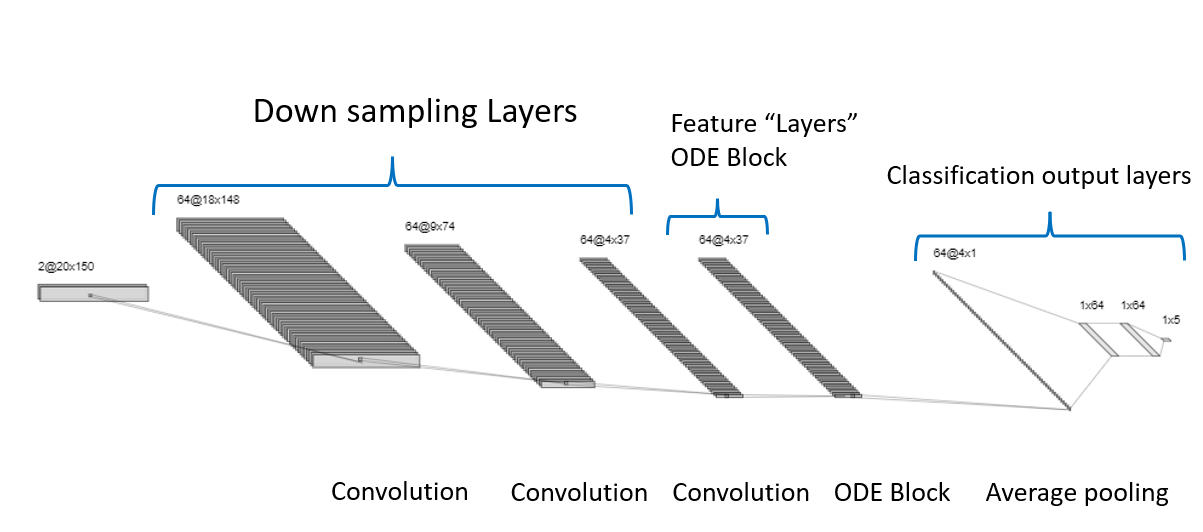 Down sampling Layers
Feature “Layers”
ODE Block
Classification output layers
64@18x148
64@9x74
64@4x37
64@4x37
64@4x1
2@20x150
1x64
1x64
1x5
Convolution
Convolution
Convolution
ODE Block
Average pooling